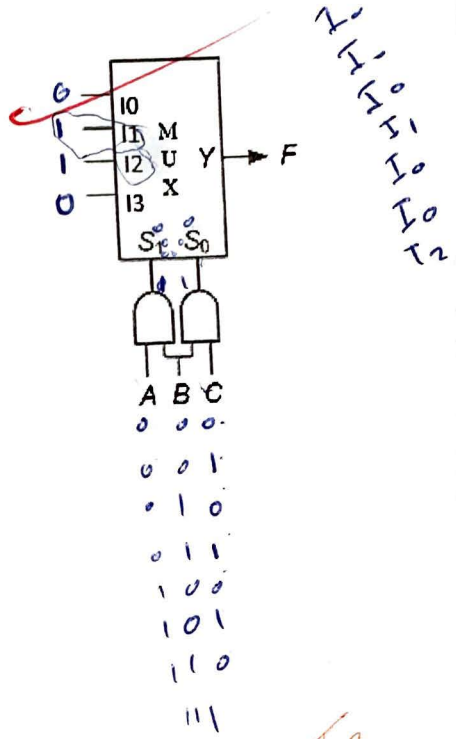 0 I0
1 I1 M
1 I2 U Y F
0 I3 X
S1 S0
A B C
0 0 0
0 0 1
0 1 0
0 1 1
1 0 0
1 0 1
1 1 0
1 1 1
I0
I0
I0
I1
I0
I0
I2